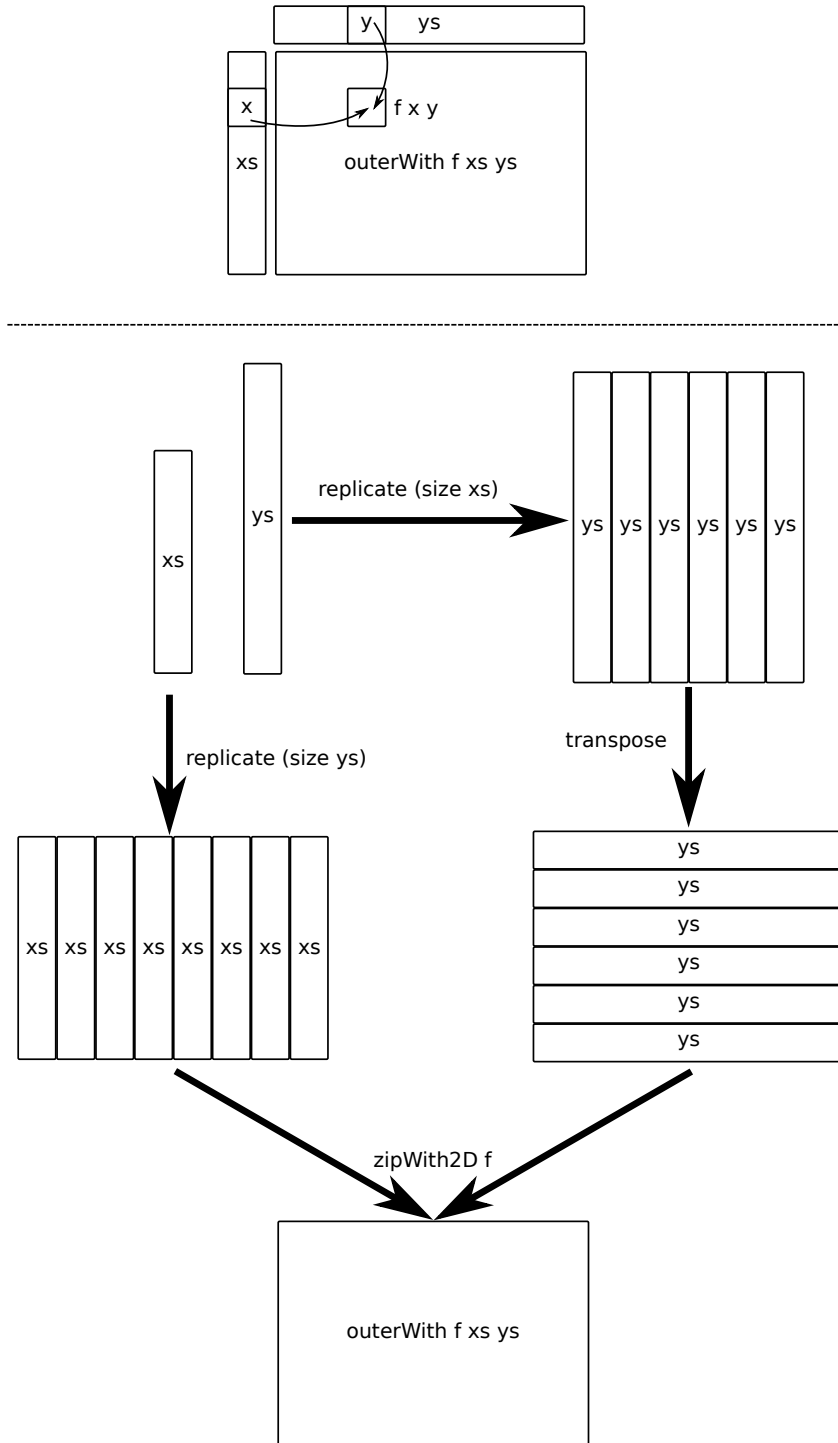 y ys
x f x y
xs outerWith f xs ys
replicate (size xs)
ys
ys ys ys ys ys ys
xs
transpose
replicate (size ys)
ys
ys
ys
xs xs xs xs xs xs xs xs
ys
ys
ys
zipWith2D f
outerWith f xs ys